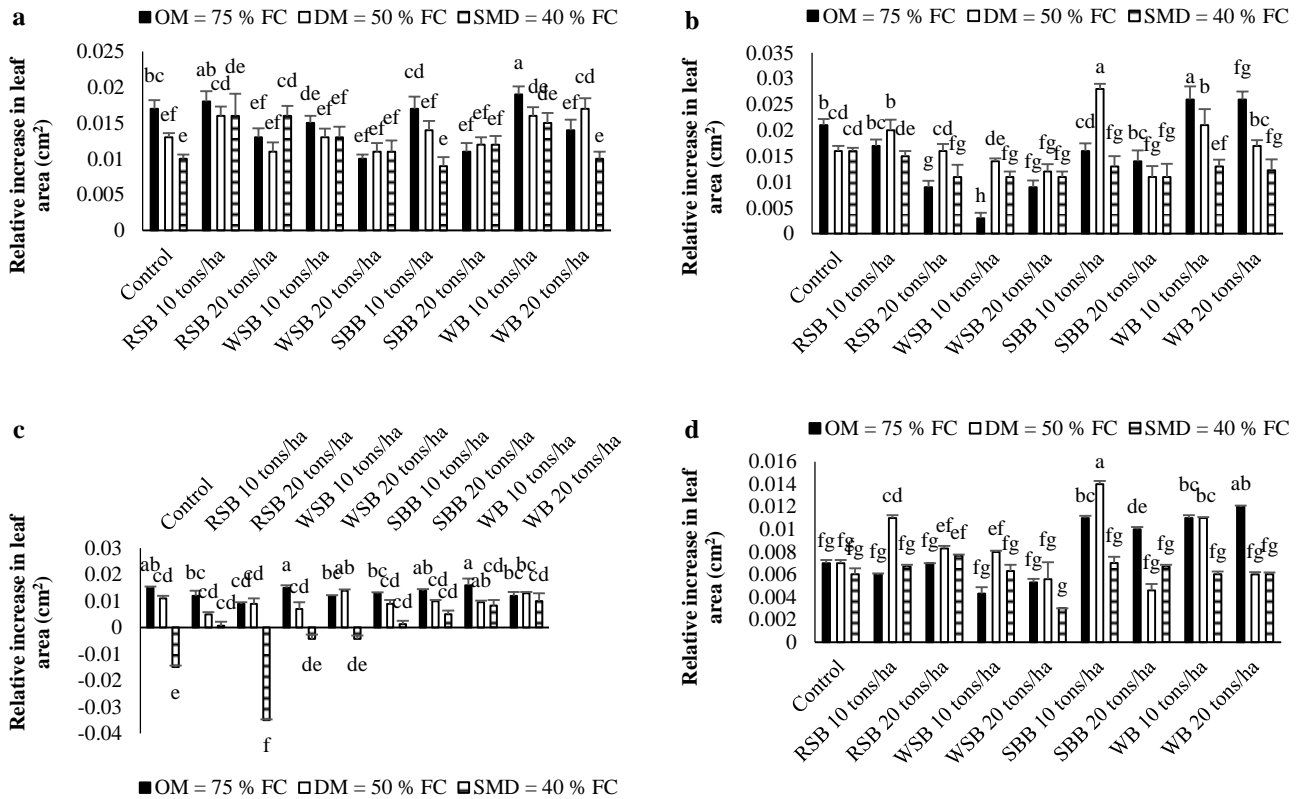 a
■OM = 75 % FC □DM = 50 % FC ▤SMD = 40 % FC
Relative increase in leaf
area (cm²)
0.025
0.02
0.015
0.01
0.005
0
bc ef e ab cd de ef ef cd de ef ef ef ef ef cd ef e ef ef ef a de ef ef cd e
Control RSB 10 tons/ha RSB 20 tons/ha WSB 10 tons/ha WSB 20 tons/ha SBB 10 tons/ha SBB 20 tons/ha WB 10 tons/ha WB 20 tons/ha
b
■OM = 75 % FC □DM = 50 % FC ▤SMD = 40 % FC
Relative increase in leaf
area (cm²)
0.035
0.03
0.025
0.02
0.015
0.01
0.005
0
b cd cd bc b de g cd fg h de fg fg fg fg cd a fg bc fg fg a b ef fg bc fg
Control RSB 10 tons/ha RSB 20 tons/ha WSB 10 tons/ha WSB 20 tons/ha SBB 10 tons/ha SBB 20 tons/ha WB 10 tons/ha WB 20 tons/ha
c
Control RSB 10 tons/ha RSB 20 tons/ha WSB 10 tons/ha WSB 20 tons/ha SBB 10 tons/ha SBB 20 tons/ha WB 10 tons/ha WB 20 tons/ha
Relative increase in leaf
area (cm²)
0.03
0.02
0.01
0
-0.01
-0.02
-0.03
-0.04
ab cd e bc cd cd cd cd f a cd de bc ab de bc cd cd ab cd cd a ab cd bc bc cd
■OM = 75 % FC □DM = 50 % FC ▤SMD = 40 % FC
d
■OM = 75 % FC □DM = 50 % FC ▤SMD = 40 % FC
Relative increase in leaf
area (cm²)
0.016
0.014
0.012
0.01
0.008
0.006
0.004
0.002
0
fg fg fg fg cd fg fg ef ef fg ef fg fg fg g bc a fg de fg fg bc bc fg ab fg fg
Control RSB 10 tons/ha RSB 20 tons/ha WSB 10 tons/ha WSB 20 tons/ha SBB 10 tons/ha SBB 20 tons/ha WB 10 tons/ha WB 20 tons/ha